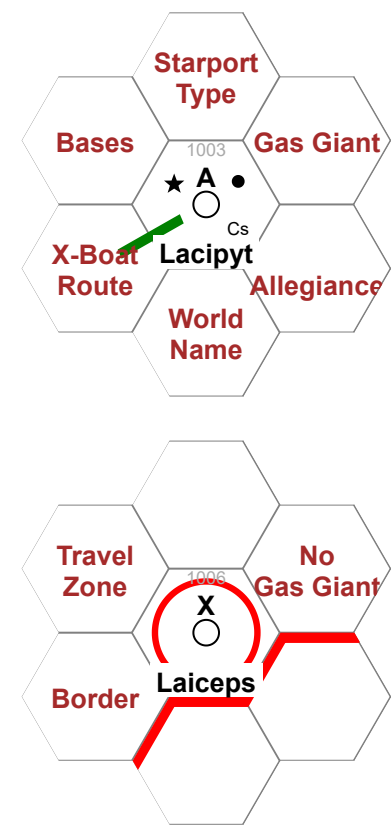 Starport
Type
Bases
Gas Giant
1003
A
Cs
X-Boat
Route
Lacipyt
Allegiance
World
Name
1006
Travel
Zone
No
Gas Giant
X
Border
Laiceps